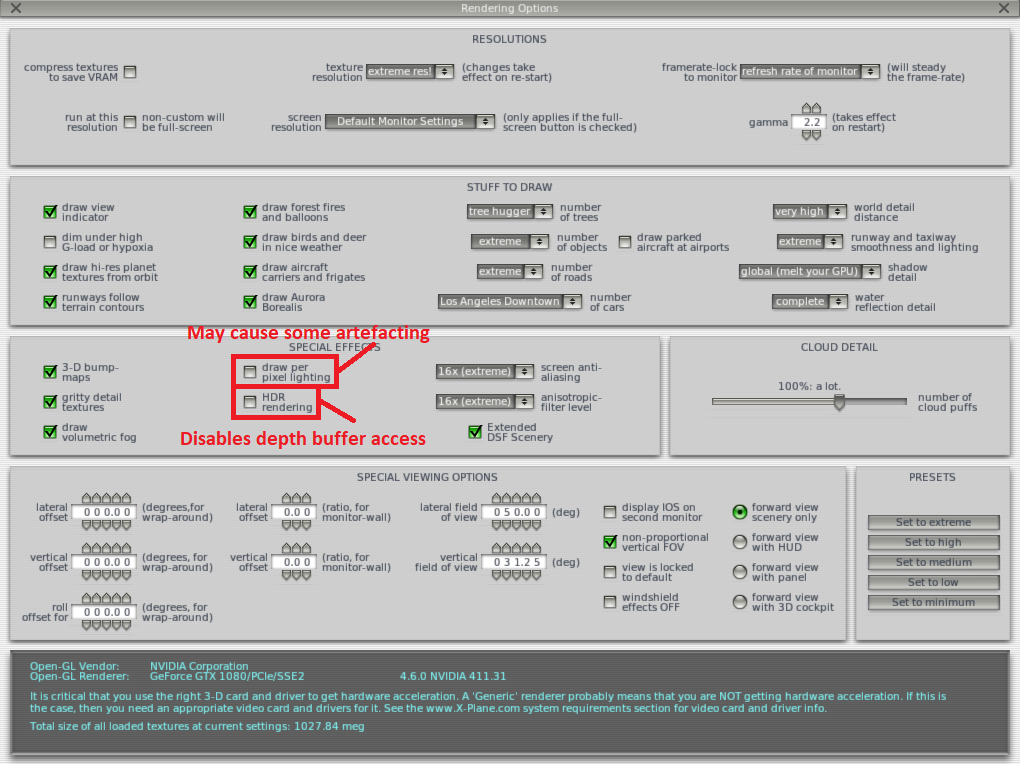 Rendering Options
RESOLUTIONS
compress textures
to save VRAM
texture
resolution
extreme res!
(changes take
effect on re-start)
framerate-lock
to monitor
refresh rate of monitor
(will steady
the frame-rate)
run at this
resolution
non-custom will
be full-screen
screen
resolution
Default Monitor Settings
(only applies if the full-
screen button is checked)
gamma
2.2
(takes effect
on restart)
STUFF TO DRAW
draw view
indicator
draw forest fires
and balloons
tree hugger
number
of trees
very high
world detail
distance
dim under high
G-load or hypoxia
draw birds and deer
in nice weather
extreme
number
of objects
draw parked
aircraft at airports
extreme
runway and taxiway
smoothness and lighting
draw hi-res planet
textures from orbit
draw aircraft
carriers and frigates
extreme
number
of roads
global (melt your GPU)
shadow
detail
runways follow
terrain contours
draw Aurora
Borealis
Los Angeles Downtown
number
of cars
complete
water
reflection detail
May cause some artefacting
SPECIAL EFFECTS
3-D bump-
maps
draw per
pixel lighting
16x (extreme)
screen anti-
aliasing
gritty detail
textures
HDR
rendering
16x (extreme)
anisotropic-
filter level
draw
volumetric fog
Disables depth buffer access
Extended
DSF Scenery
CLOUD DETAIL
100%: a lot.
number of
cloud puffs
SPECIAL VIEWING OPTIONS
lateral
offset
0 0 0.0 0
(degrees,for
wrap-around)
lateral
offset
0.0 0
(ratio, for
monitor-wall)
lateral field
of view
0 5 0.0 0
(deg)
display IOS on
second monitor
forward view
scenery only
non-proportional
vertical FOV
forward view
with HUD
vertical
offset
0 0 0.0 0
(degrees, for
wrap-around)
vertical
offset
0.0 0
(ratio, for
monitor-wall)
vertical
field of view
0 3 1.2 5
(deg)
view is locked
to default
forward view
with panel
roll
offset for
0 0 0.0 0
(degrees, for
wrap-around)
windshield
effects OFF
forward view
with 3D cockpit
PRESETS
Set to extreme
Set to high
Set to medium
Set to low
Set to minimum
Open-GL Vendor: NVIDIA Corporation
Open-GL Renderer: GeForce GTX 1080/PCIe/SSE2 4.6.0 NVIDIA 411.31
It is critical that you use the right 3-D card and driver to get hardware acceleration. A 'Generic' renderer probably means that you are NOT getting hardware acceleration. If this is
the case, then you need an appropriate video card and drivers for it. See the www.X-Plane.com system requirements section for video card and driver info.
Total size of all loaded textures at current settings: 1027.84 meg